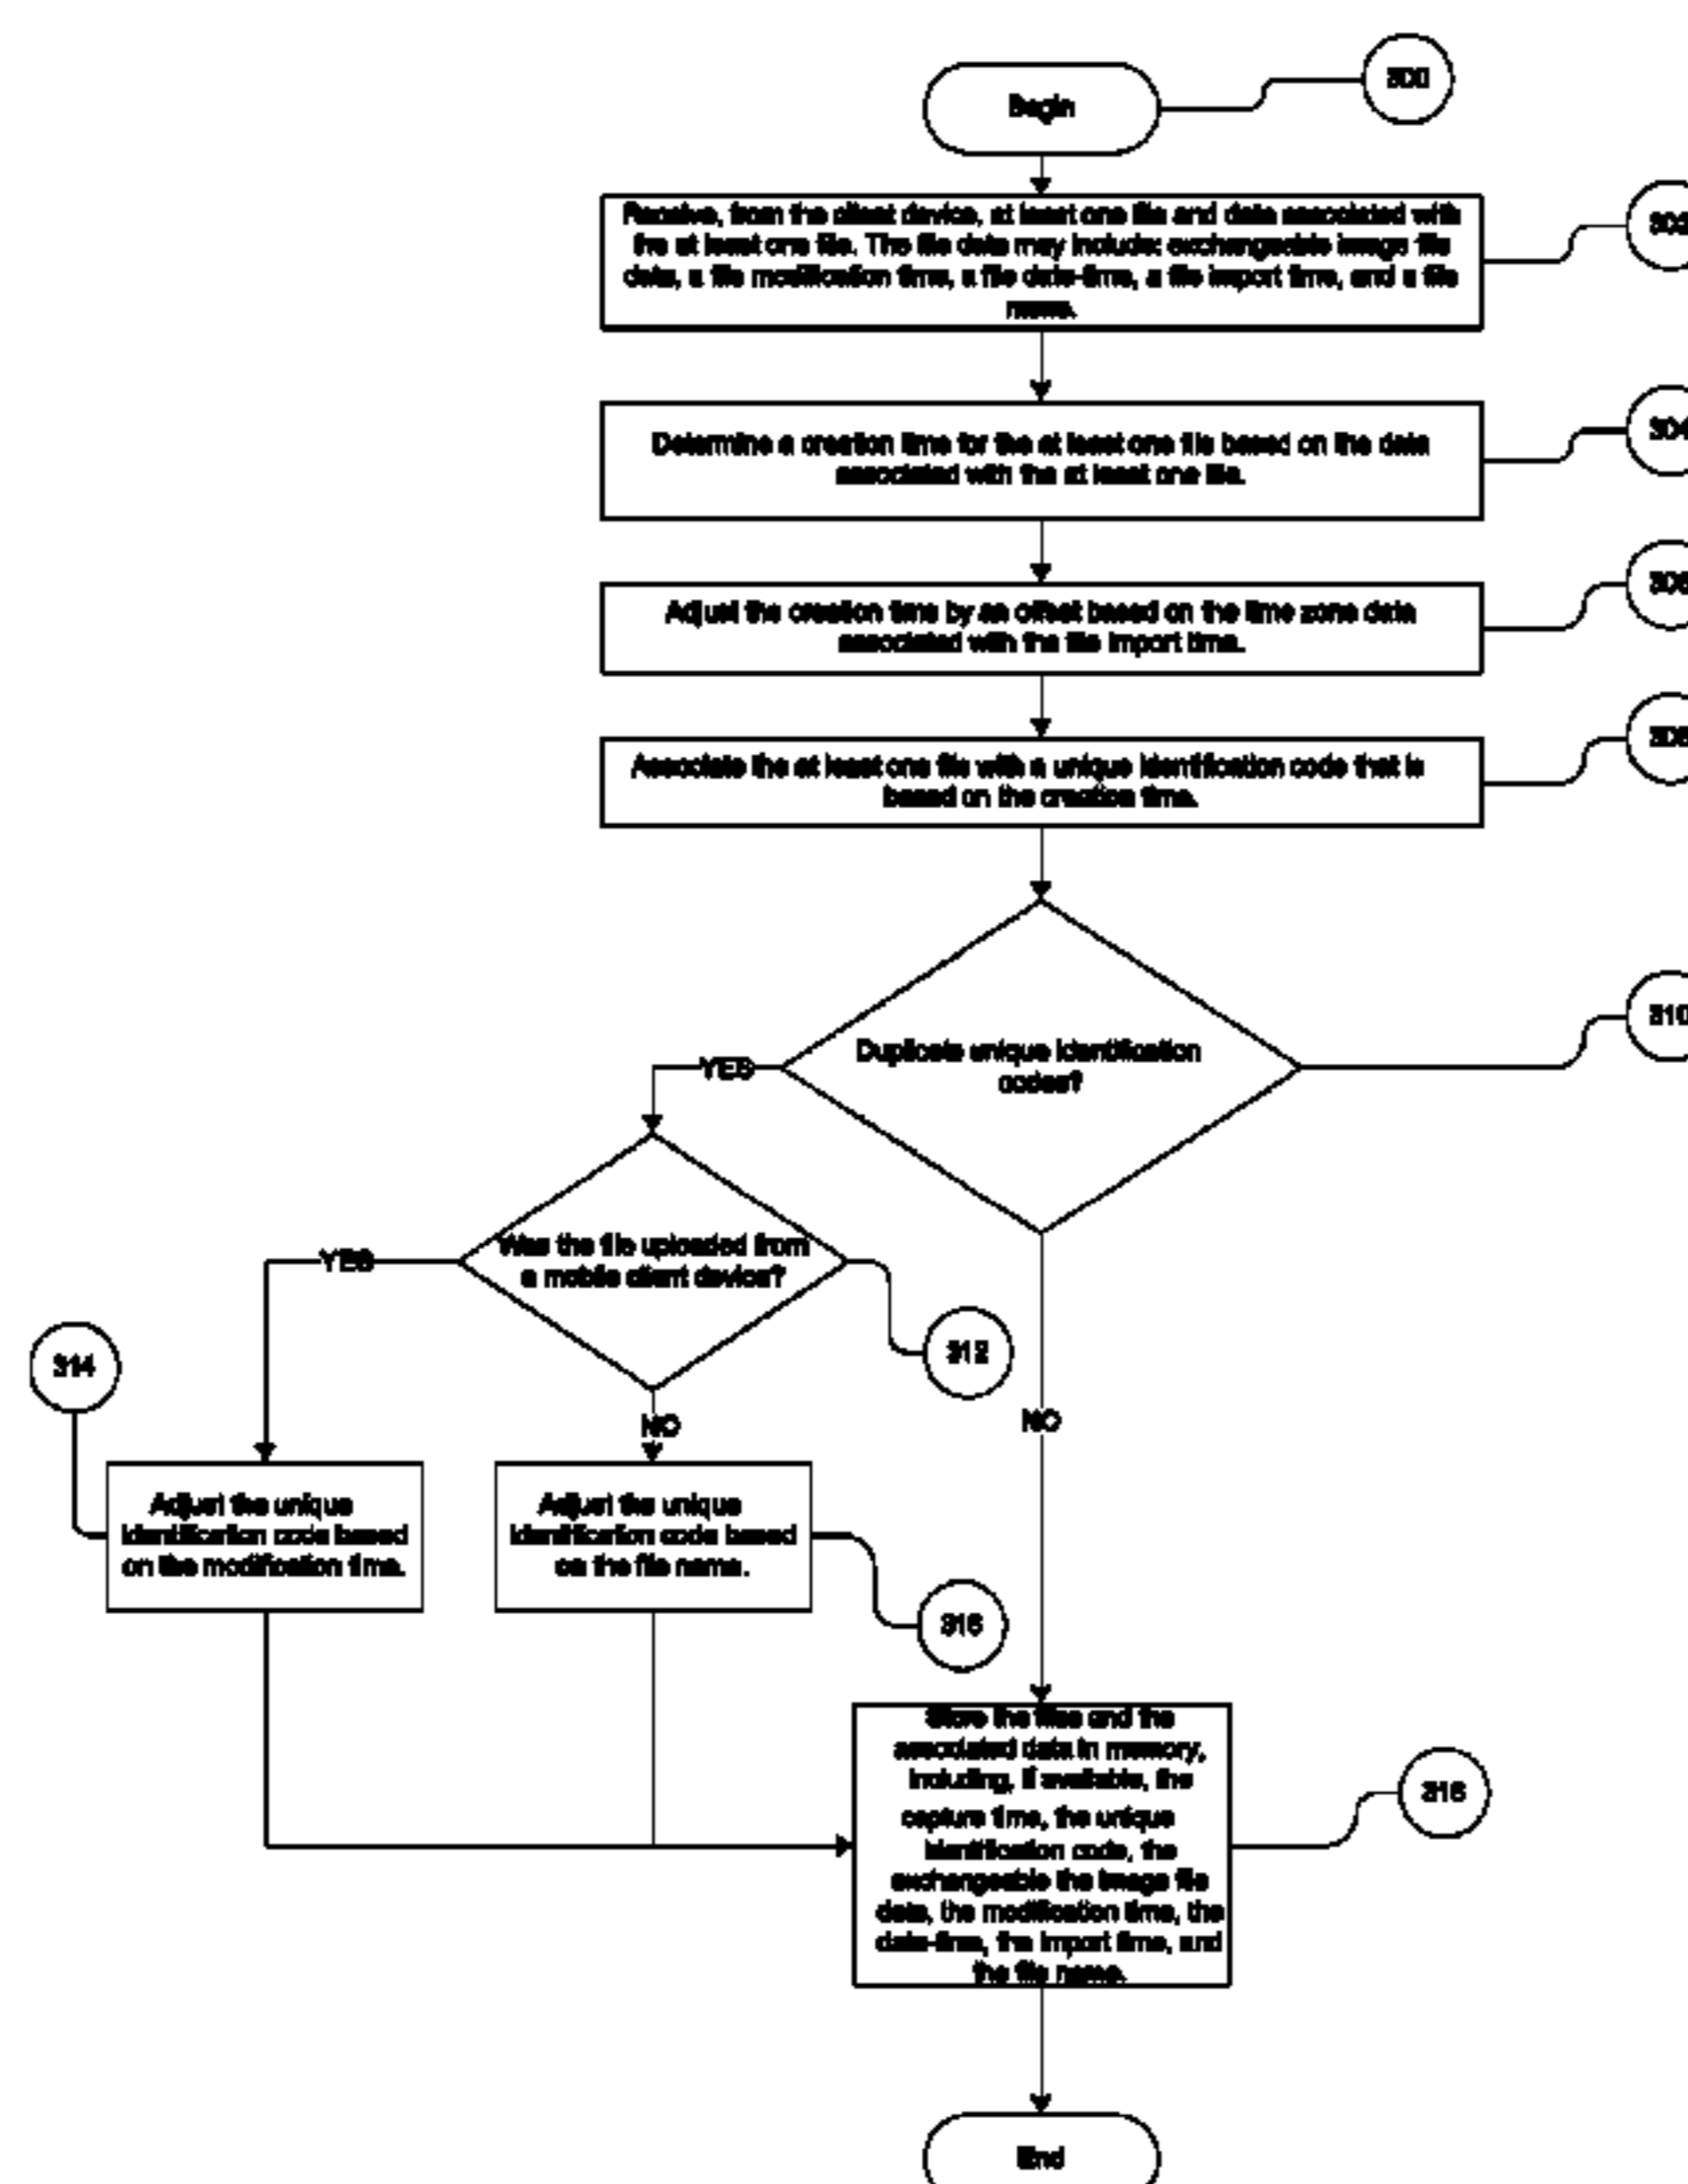 Begin
300
Receive, from the client device, at least one file and data associated with
the at least one file. The file data may include: exchangeable image file
data, a file modification time, a file date-time, a file import time, and a file
name.
302
Determine a creation time for the at least one file based on the data
associated with the at least one file.
304
Adjust the creation time by an offset based on the time zone data
associated with the file import time.
306
Associate the at least one file with a unique identification code that is
based on the creation time.
308
Duplicate unique identification
codes?
310
YES
Was the file uploaded from
a mobile client device?
YES
312
314
NO
NO
Adjust the unique
identification code based
on the modification time.
Adjust the unique
identification code based
on the file name.
316
Store the files and the
associated data in memory,
including, if available, the
capture time, the unique
identification code, the
exchangeable the image file
data, the modification time, the
date-time, the import time, and
the file name.
318
End